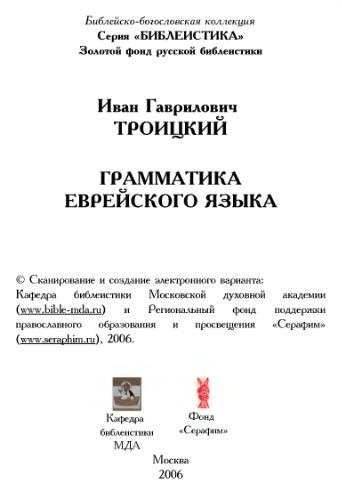 Библейско-богословская коллекция
Серия «БИБЛЕИСТИКА»
Золотой фонд русской библеистики
Иван Гаврилович
ТРОИЦКИЙ
ГРАММАТИКА
ЕВРЕЙСКОГО ЯЗЫКА
© Сканирование и создание электронного варианта:
Кафедра библеистики Московской духовной академии
(www.bible-mda.ru) и Региональный фонд поддержки
православного образования и просвещения «Серафим»
(www.seraphim.ru), 2006.
Кафедра
библеистики
МДА
Фонд
«Серафим»
Москва
2006